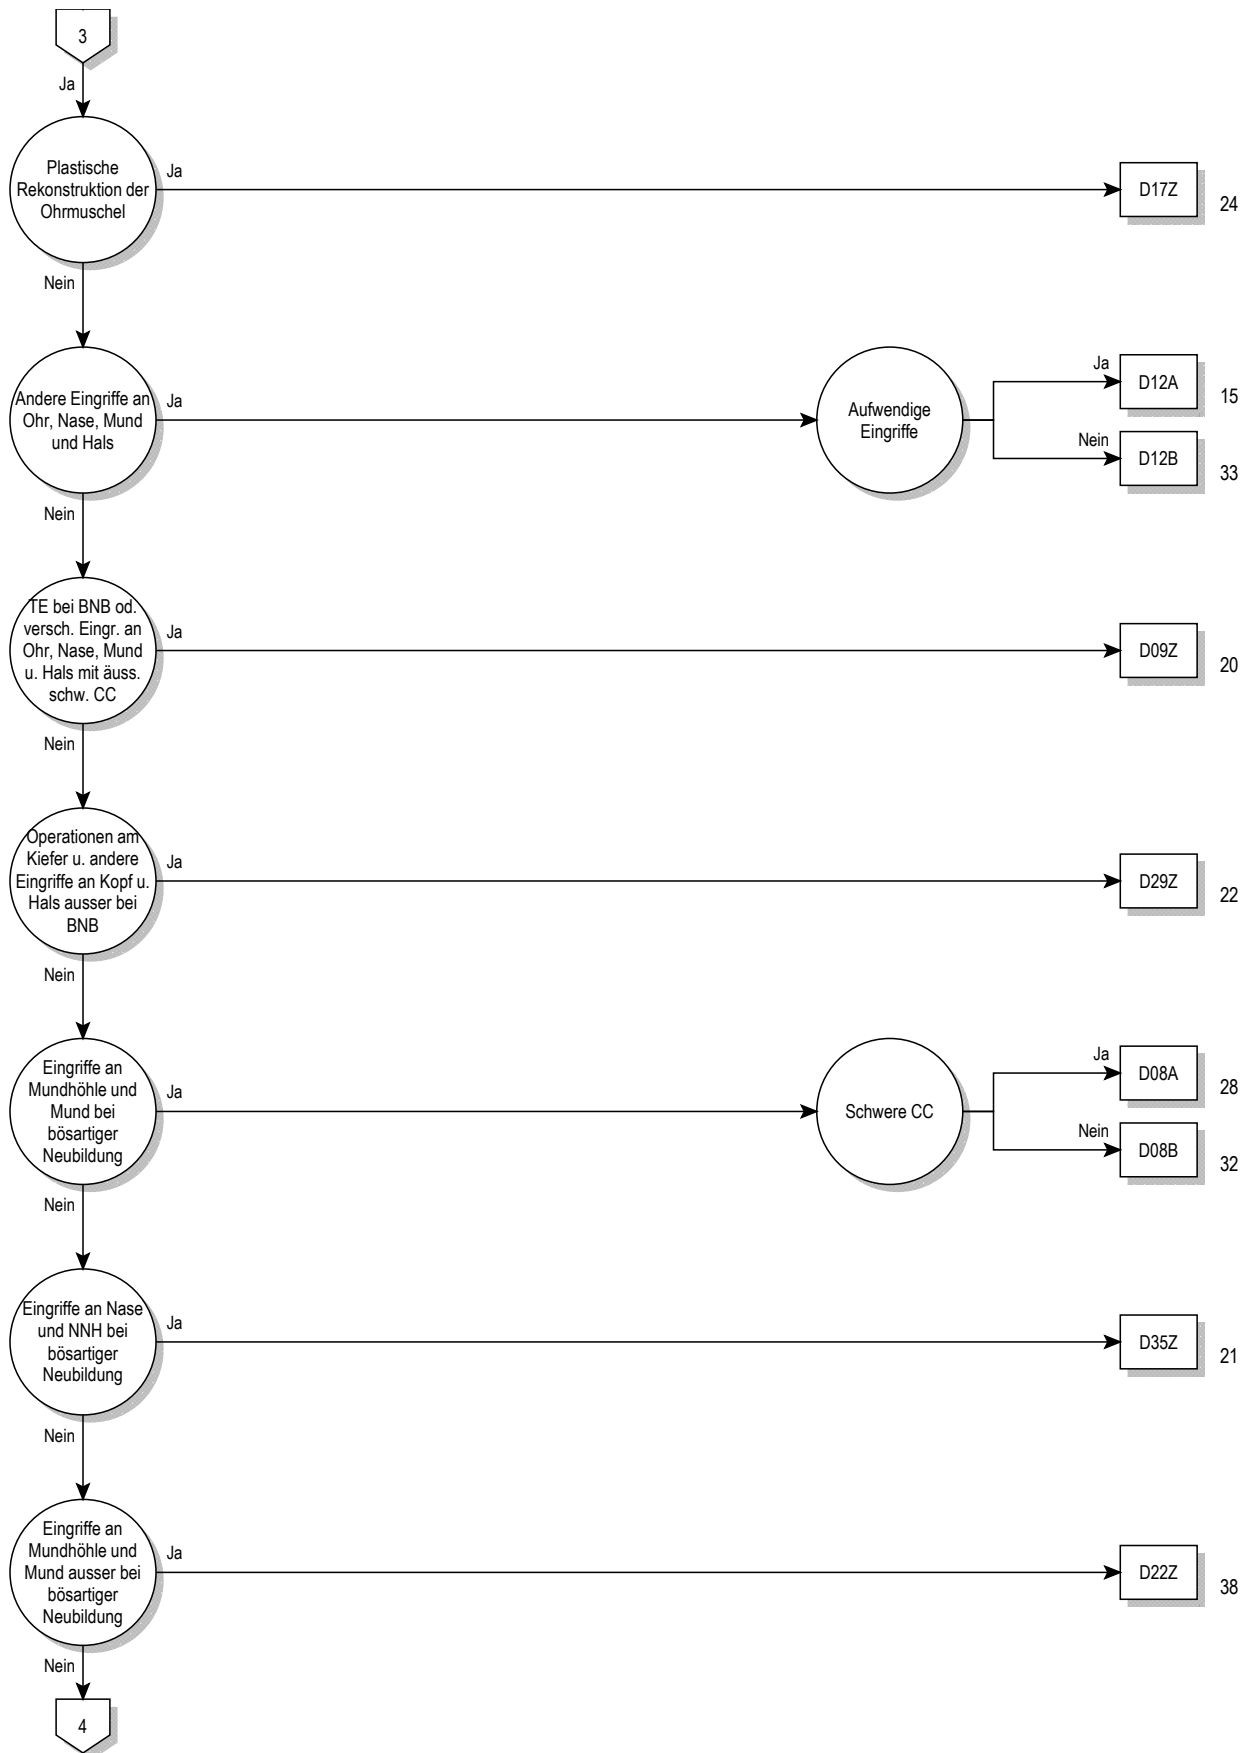 3
Ja
Plastische
Rekonstruktion der
Ohrmuschel
Ja
D17Z
24
Nein
Andere Eingriffe an
Ohr, Nase, Mund
und Hals
Ja
Aufwendige
Eingriffe
Ja
D12A
15
Nein
D12B
33
Nein
TE bei BNB od.
versch. Eingr. an
Ohr, Nase, Mund
u. Hals mit äuss.
schw. CC
Ja
D09Z
20
Nein
Operationen am
Kiefer u. andere
Eingriffe an Kopf u.
Hals ausser bei
BNB
Ja
D29Z
22
Nein
Eingriffe an
Mundhöhle und
Mund bei
bösartiger
Neubildung
Ja
Schwere CC
Ja
D08A
28
Nein
D08B
32
Nein
Eingriffe an Nase
und NNH bei
bösartiger
Neubildung
Ja
D35Z
21
Nein
Eingriffe an
Mundhöhle und
Mund ausser bei
bösartiger
Neubildung
Ja
D22Z
38
Nein
4